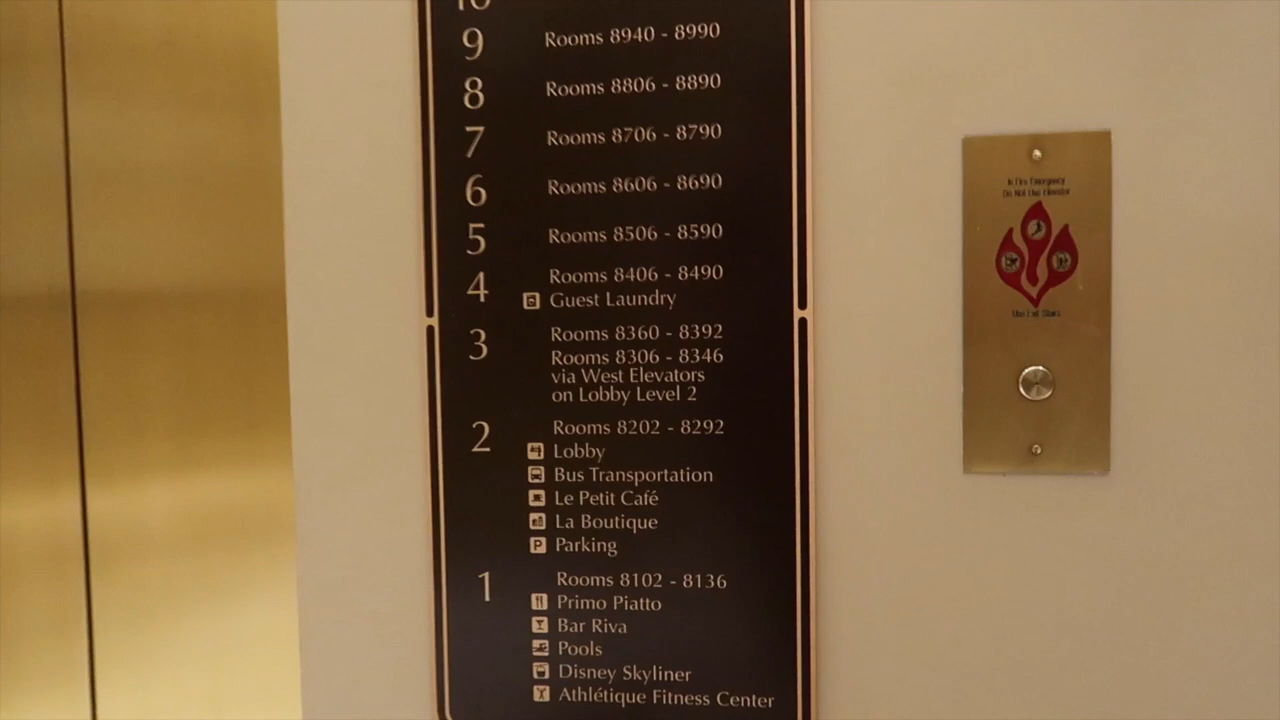 10
9 Rooms 8940 - 8990
8 Rooms 8806 - 8890
7 Rooms 8706 - 8790
6 Rooms 8606 - 8690
5 Rooms 8506 - 8590
4 Rooms 8406 - 8490
Guest Laundry
3 Rooms 8360 - 8392
Rooms 8306 - 8346
via West Elevators
on Lobby Level 2
2 Rooms 8202 - 8292
Lobby
Bus Transportation
Le Petit Café
La Boutique
P Parking
1 Rooms 8102 - 8136
Primo Piatto
Bar Riva
Pools
Disney Skyliner
Athlétique Fitness Center
In Fire Emergency
Do Not Use Elevator
Use Exit Stairs